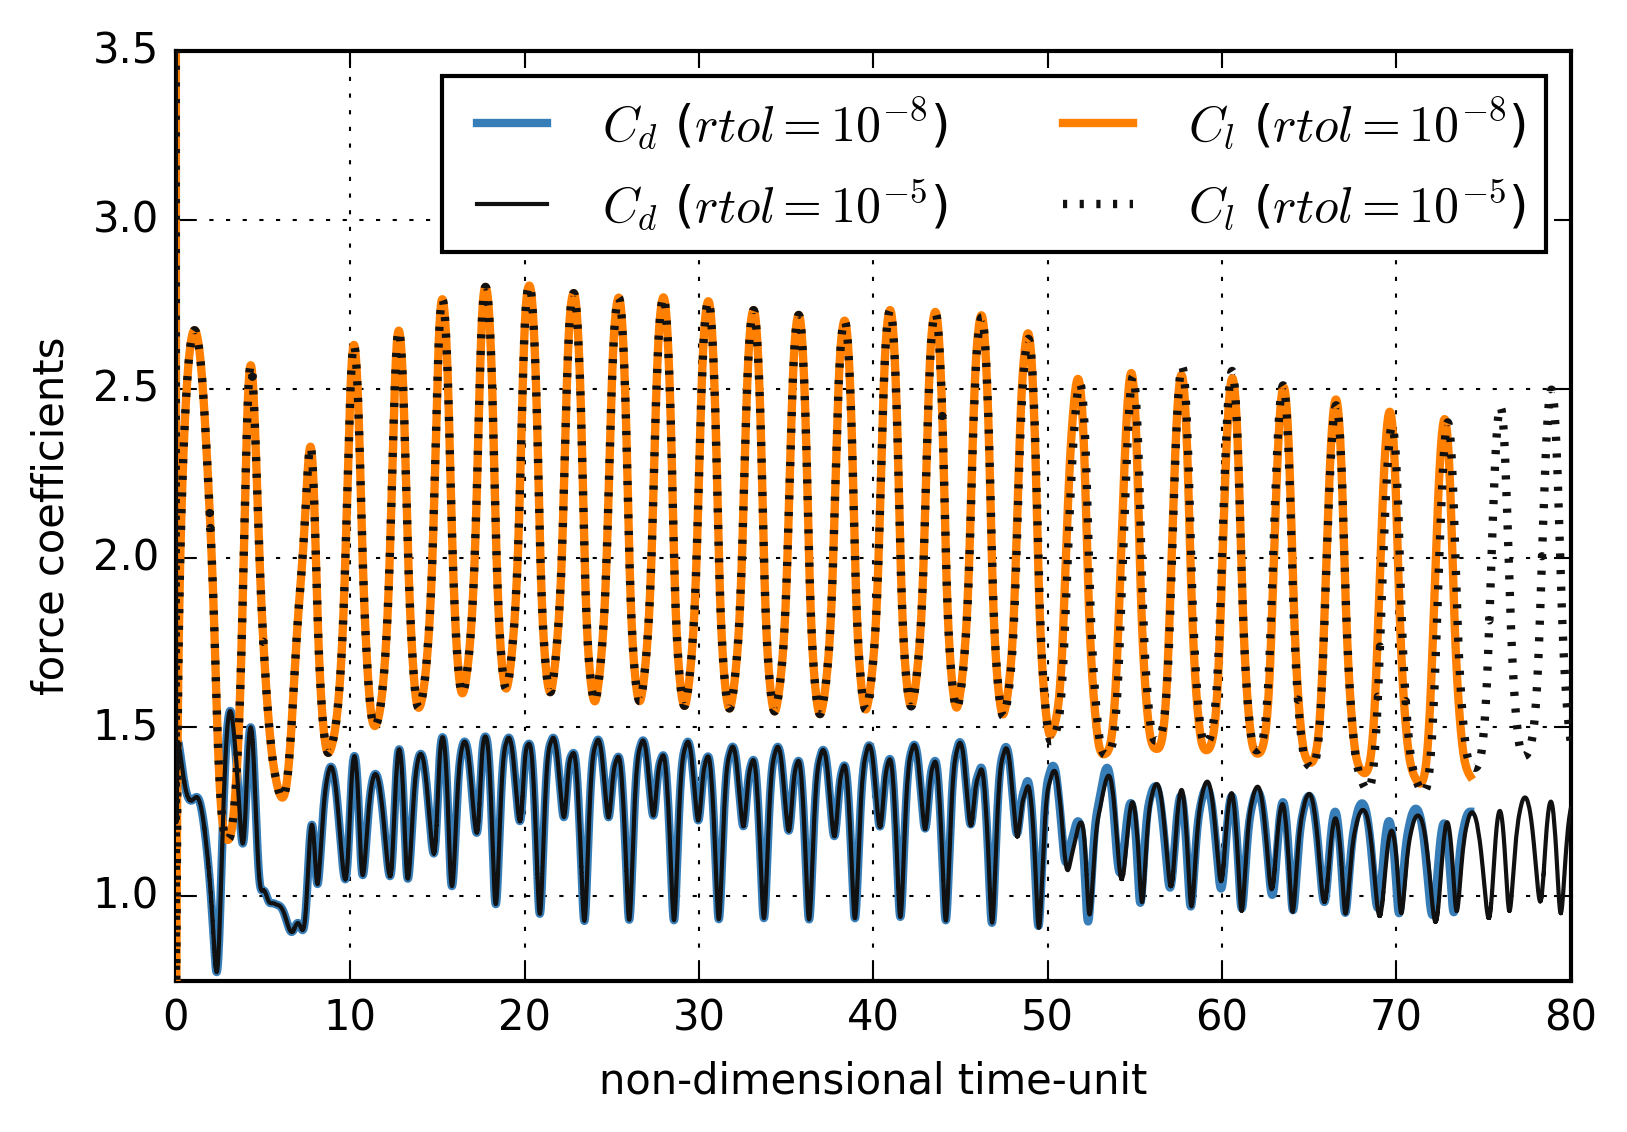 3.5
3.0
2.5
2.0
1.5
1.0
force coefficients
C_d (rtol = 10^{-8})
C_l (rtol = 10^{-8})
C_d (rtol = 10^{-5})
C_l (rtol = 10^{-5})
0 10 20 30 40 50 60 70 80
non-dimensional time-unit